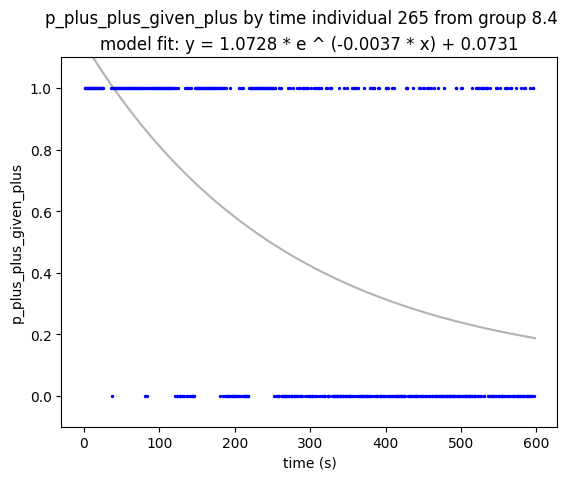 p_plus_plus_given_plus by time individual 265 from group 8.4
model fit: y = 1.0728 * e ^ (-0.0037 * x) + 0.0731
p_plus_plus_given_plus
1.0
0.8
0.6
0.4
0.2
0.0
0 100 200 300 400 500 600
time (s)